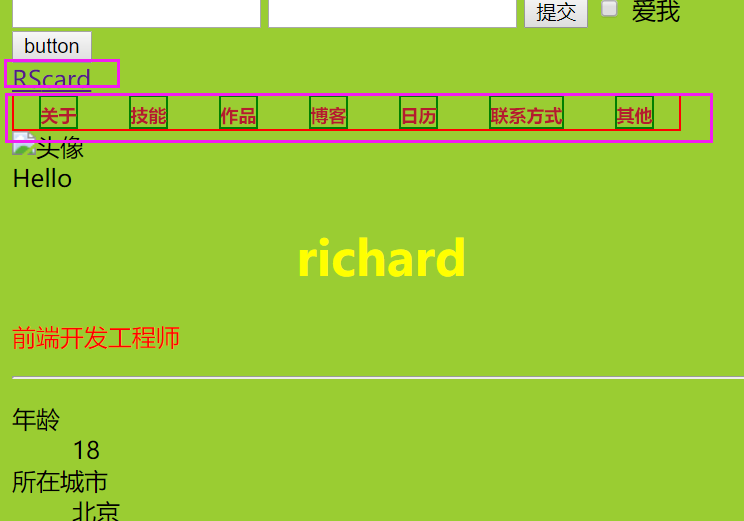 提交 爱我
button
RScard
关于 技能 作品 博客 日历 联系方式 其他
头像
Hello
richard
前端开发工程师
年龄
18
所在城市
北京